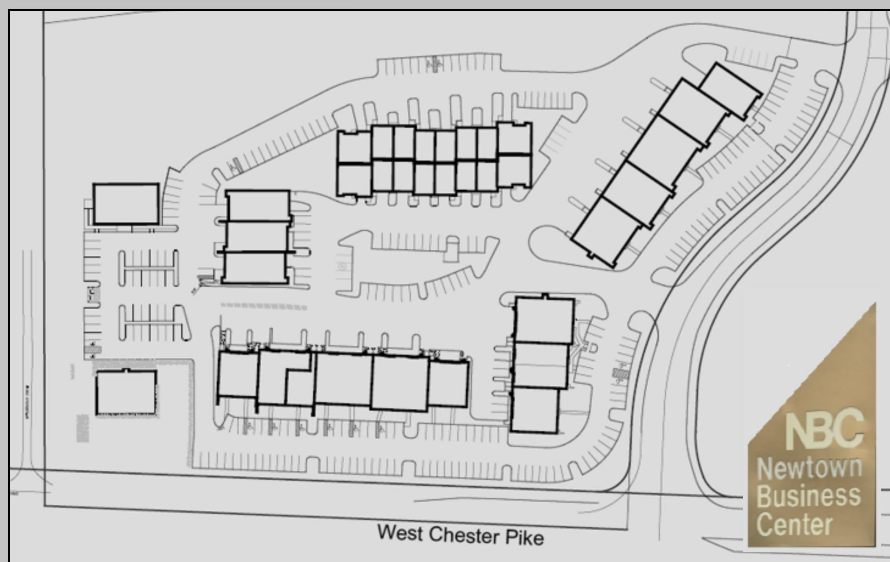 NBC
Newtown
Business
Center
West Chester Pike